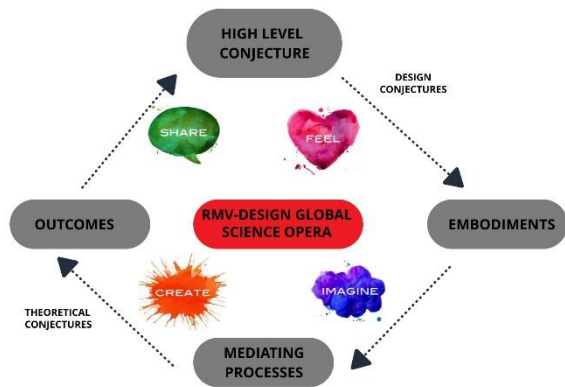 HIGH LEVEL
CONJECTURE
DESIGN
CONJECTURES
SHARE
FEEL
OUTCOMES
RMV-DESIGN GLOBAL
SCIENCE OPERA
EMBODIMENTS
CREATE
IMAGINE
THEORETICAL
CONJECTURES
MEDIATING
PROCESSES